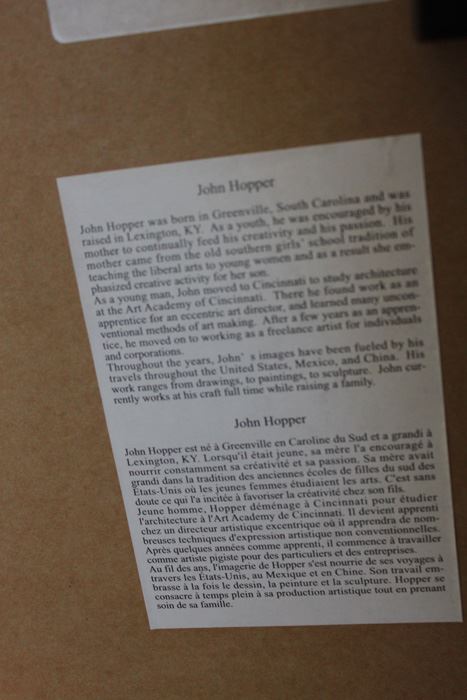 John Hopper
John Hopper was born in Greenville, South Carolina and was
raised in Lexington, KY. As a youth, he was encouraged by his
mother to continually feed his creativity and his passion. His
mother came from the old southern girls' school tradition of
teaching the liberal arts to young women and as a result she em-
phasized creative activity for her son.
As a young man, John moved to Cincinnati to study architecture
at the Art Academy of Cincinnati. There he found work as an
apprentice for an eccentric art director, and learned many uncon-
ventional methods of art making. After a few years as an appren-
tice, he moved on to working as a freelance artist for individuals
and corporations.
Throughout the years, John' s images have been fueled by his
travels throughout the United States, Mexico, and China. His
work ranges from drawings, to paintings, to sculpture. John cur-
rently works at his craft full time while raising a family.
John Hopper
John Hopper est né à Greenville en Caroline du Sud et a grandi à
Lexington, KY. Lorsqu'il était jeune, sa mère l'a encouragé à
nourrir constamment sa créativité et sa passion. Sa mère avait
grandi dans la tradition des anciennes écoles de filles du sud des
États-Unis où les jeunes femmes étudiaient les arts. C'est sans
doute ce qui l'a incitée à favoriser la créativité chez son fils.
Jeune homme, Hopper déménage à Cincinnati pour étudier
l'architecture à l'Art Academy de Cincinnati. Il devient apprenti
chez un directeur artistique excentrique où il apprendra de nom-
breuses techniques d'expression artistique non conventionnelles.
Après quelques années comme apprenti, il commence à travailler
comme artiste pigiste pour des particuliers et des entreprises.
Au fil des ans, l'imagerie de Hopper s'est nourrie de ses voyages à
travers les États-Unis, au Mexique et en Chine. Son travail em-
brasse à la fois le dessin, la peinture et la sculpture. Hopper se
consacre à temps plein à sa production artistique tout en prenant
soin de sa famille.